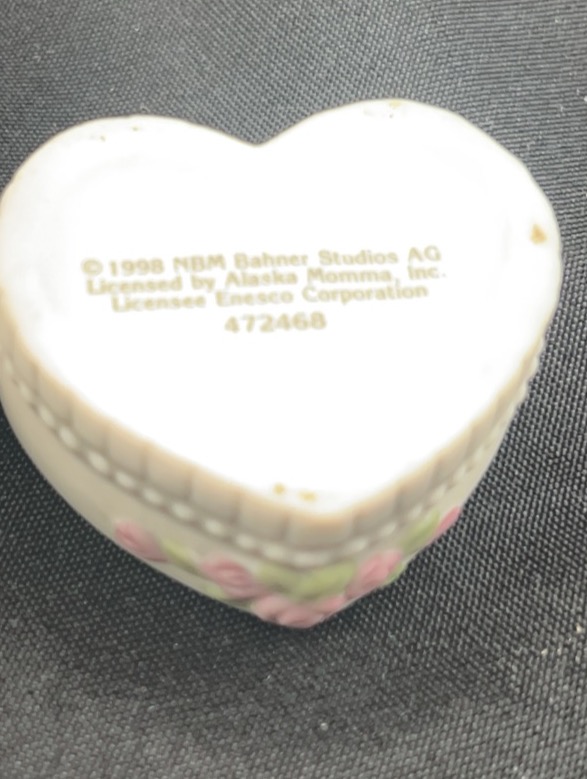 © 1998 NBM Bahner Studios AG
Licensed by Alaska Momma, Inc.
Licensee Enesco Corporation
472468